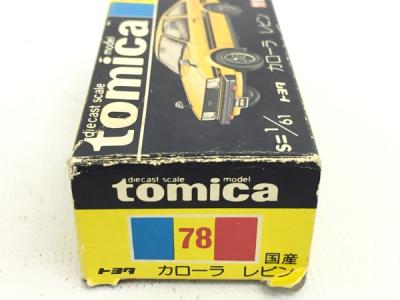 diecast scale model
tomica
S=1/61 トヨタ カローラ レビン
diecast scale model
tomica
78
国産
トヨタ カローラ レビン